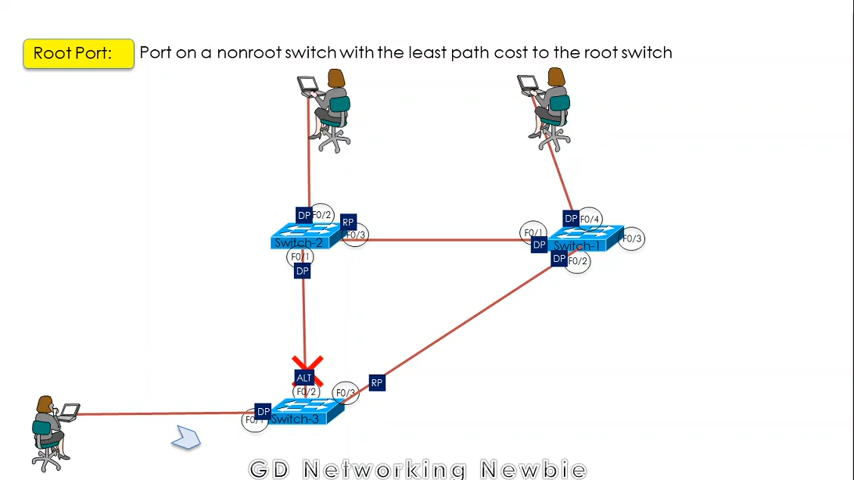 Root Port: Port on a nonroot switch with the least path cost to the root switch
DP F0/2 RP
F0/3
Switch-2
F0/1
DP
DP F0/4
F0/1
DP
Switch-1
F0/3
DP F0/2
ALT
F0/2
F0/3
RP
DP
Switch-3
GD Networking Newbie